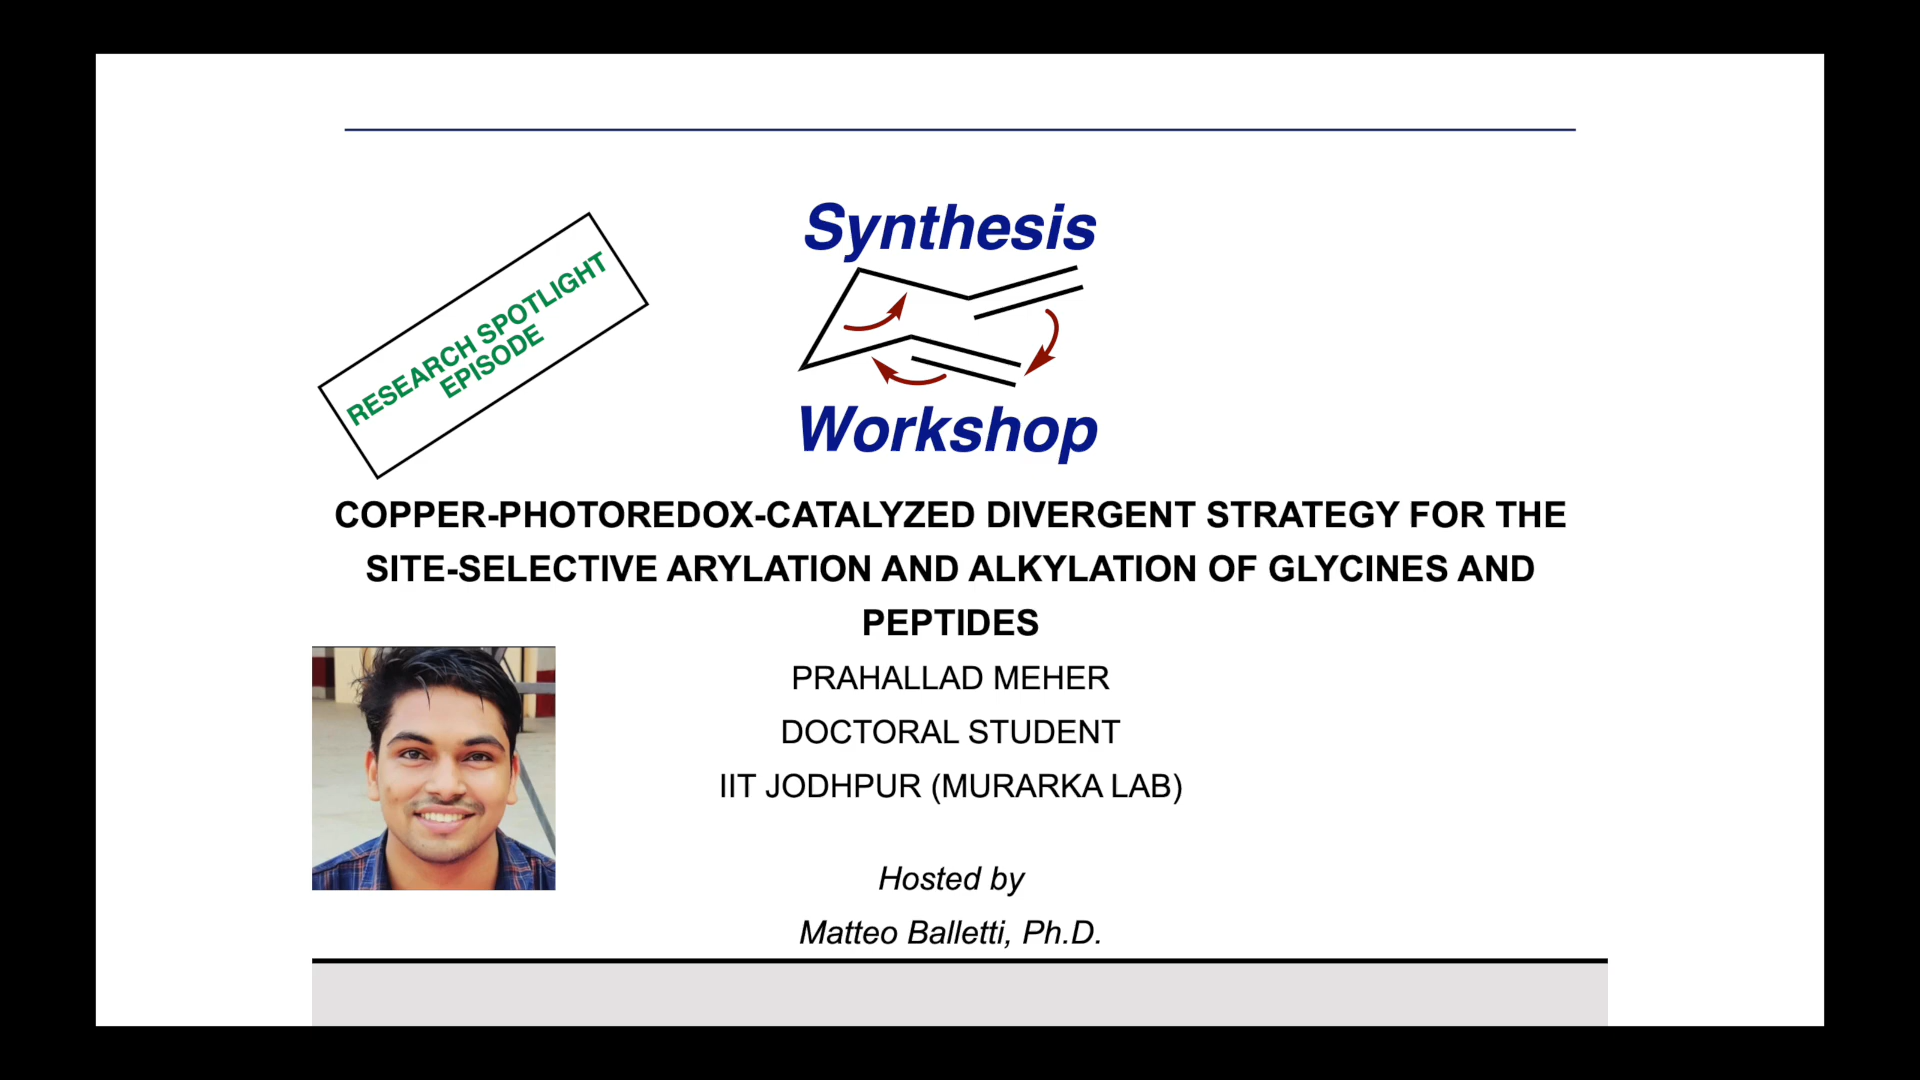 RESEARCH SPOTLIGHT
EPISODE
Synthesis
Workshop
COPPER-PHOTOREDOX-CATALYZED DIVERGENT STRATEGY FOR THE
SITE-SELECTIVE ARYLATION AND ALKYLATION OF GLYCINES AND
PEPTIDES
PRAHALLAD MEHER
DOCTORAL STUDENT
IIT JODHPUR (MURARKA LAB)
Hosted by
Matteo Balletti, Ph.D.